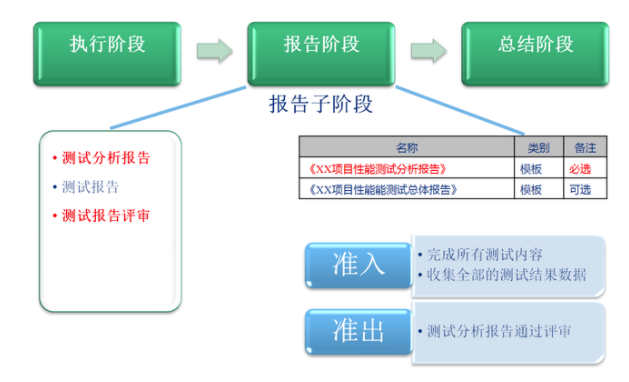 执行阶段
报告阶段
总结阶段
报告子阶段
• 测试分析报告
• 测试报告
• 测试报告评审
名称 类别 备注
《XX项目性能测试分析报告》 模板 必选
《XX项目性能能测试总体报告》 模板 可选
准入
• 完成所有测试内容
• 收集全部的测试结果数据
准出
• 测试分析报告通过评审